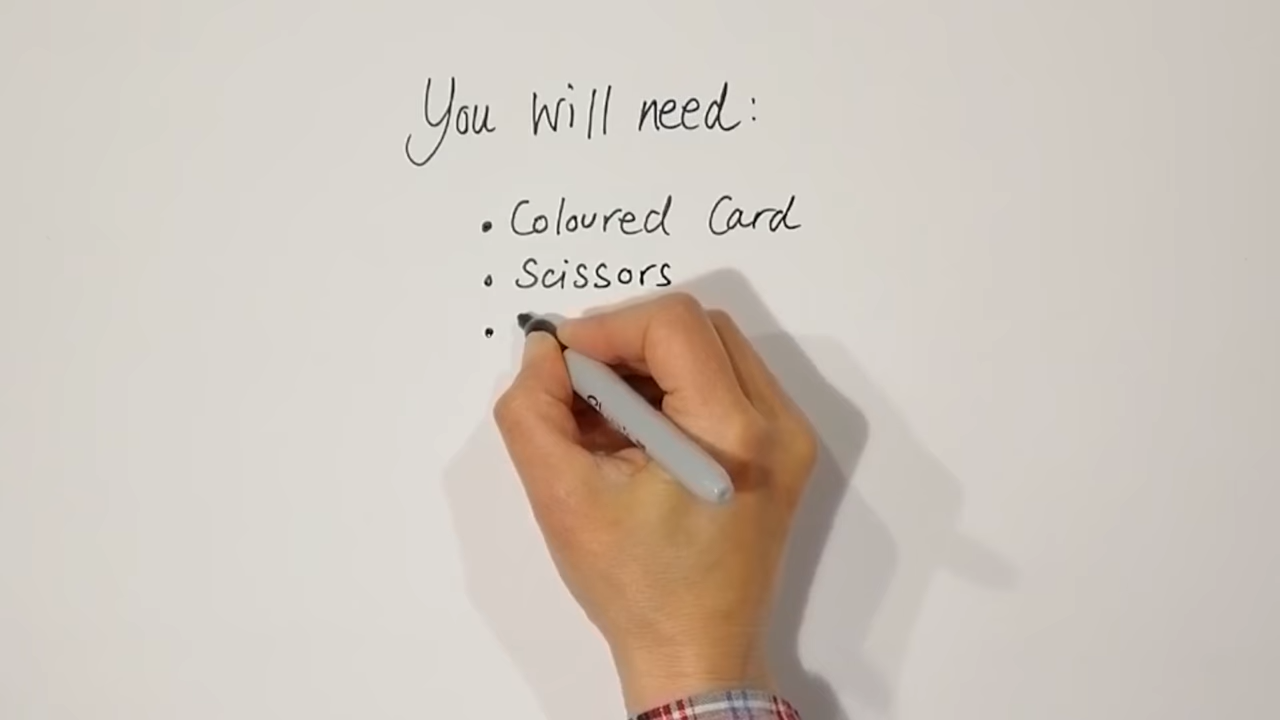 You will need:
• Coloured Card
• Scissors
•